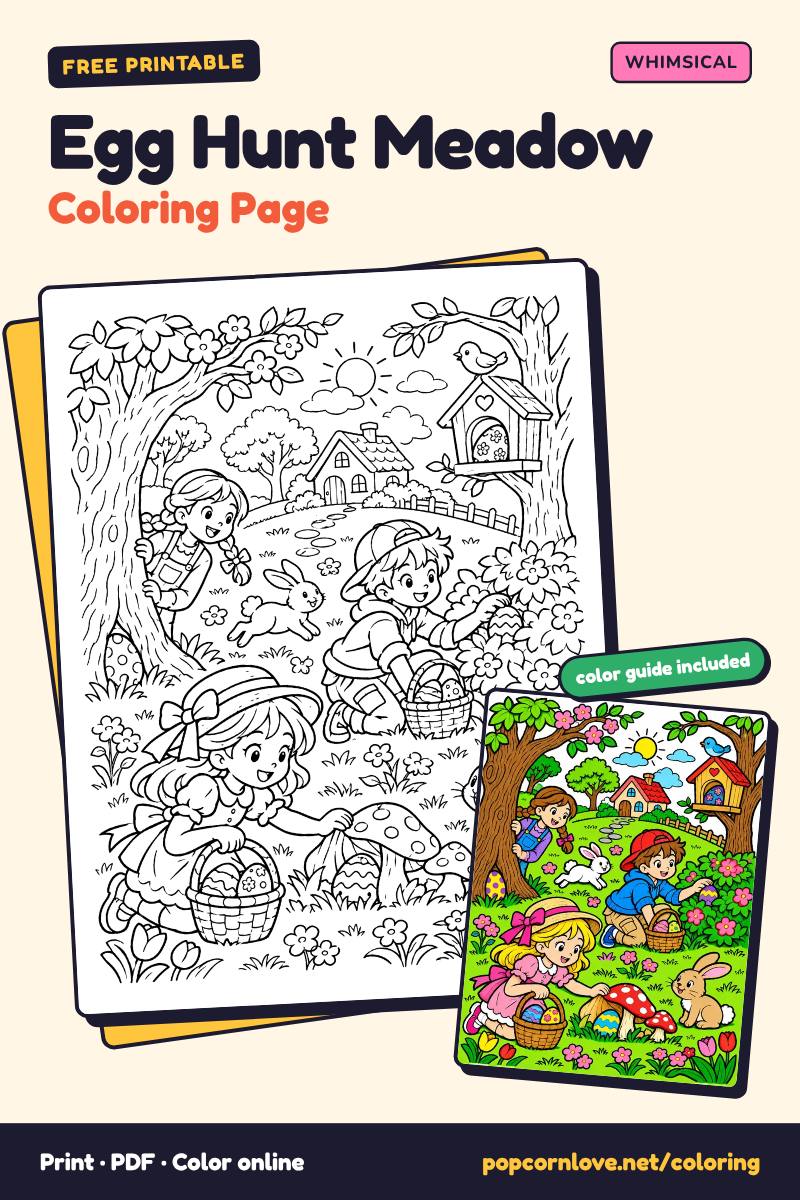 FREE PRINTABLE
WHIMSICAL
Egg Hunt Meadow
Coloring Page
color guide included
Print · PDF · Color online
popcornlove.net/coloring